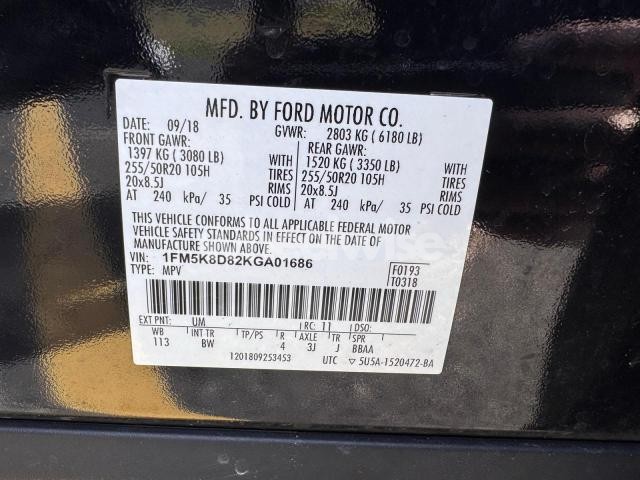 MFD. BY FORD MOTOR CO.
DATE: 09/18 GVWR: 2803 KG ( 6180 LB)
FRONT GAWR: REAR GAWR:
1397 KG ( 3080 LB) WITH 1520 KG ( 3350 LB) WITH
255/50R20 105H TIRES 255/50R20 105H TIRES
20x8.5J RIMS 20x8.5J RIMS
AT 240 kPa/ 35 PSI COLD AT 240 kPa/ 35 PSI COLD
THIS VEHICLE CONFORMS TO ALL APPLICABLE FEDERAL MOTOR
VEHICLE SAFETY STANDARDS IN EFFECT ON THE DATE OF
MANUFACTURE SHOWN ABOVE.
VIN: 1FM5K8D82KGA01686 F0193
TYPE: MPV T0318
EXT PNT: UM RC: 11 DSO:
WB INT TR TP/PS R AXLE TR SPR
113 BW 4 3J J BBAA
1201809253453 UTC ▽ 5U5A-1520472-BA